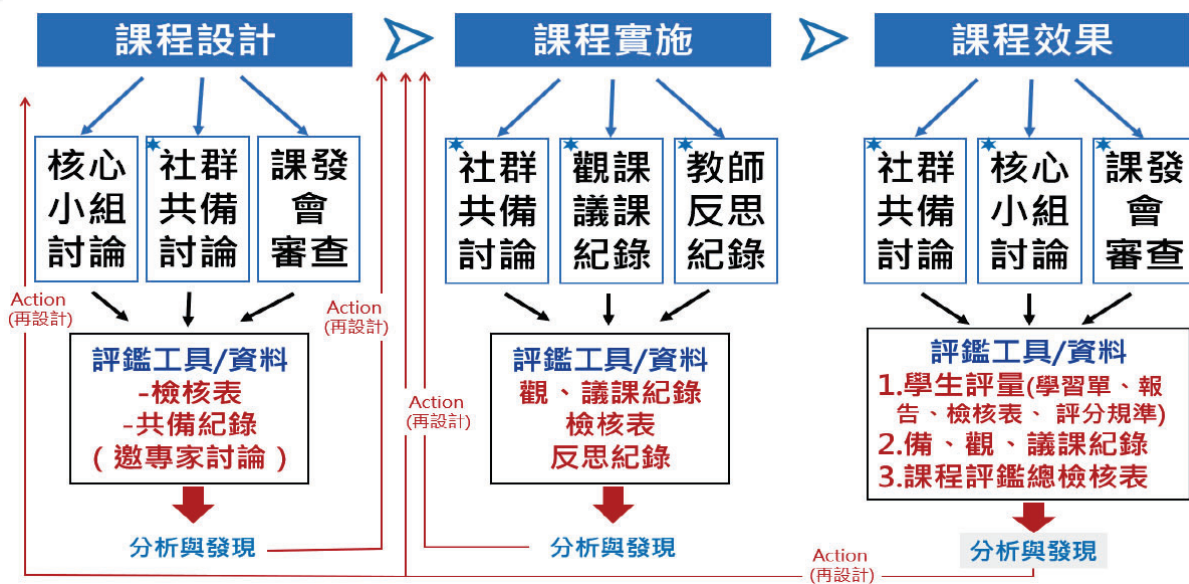 課程設計
課程實施
課程效果
核心
小組
討論
社群
共備
討論
課發
會
審查
社群
共備
討論
觀課
議課
紀錄
教師
反思
紀錄
社群
共備
討論
核心
小組
討論
課發
會
審查
Action
(再設計)
Action
(再設計)
評鑑工具/資料
-檢核表
-共備紀錄
(邀專家討論)
Action
(再設計)
評鑑工具/資料
觀、議課紀錄
檢核表
反思紀錄
評鑑工具/資料
1.學生評量(學習單、報
告、檢核表、評分規準)
2.備、觀、議課紀錄
3.課程評鑑總檢核表
分析與發現
分析與發現
分析與發現
Action
(再設計)